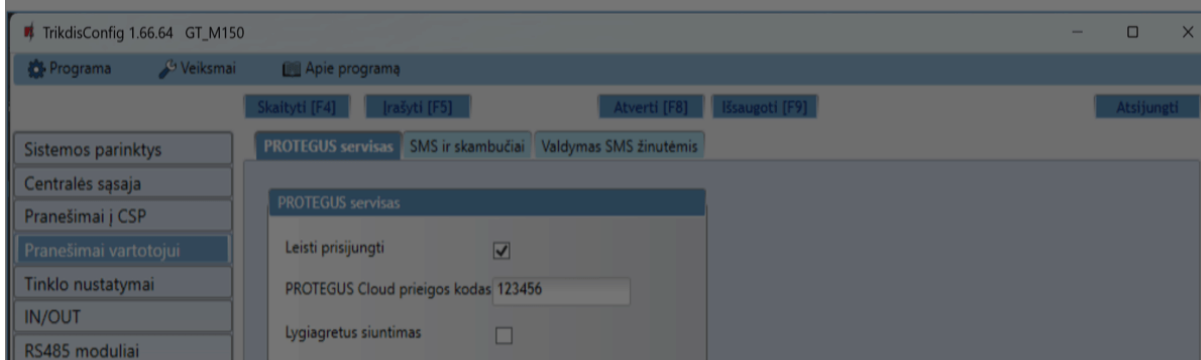 TrikdisConfig 1.66.64 GT_M150
Programa Veiksmai Apie programą
Skaityti [F4] Įrašyti [F5] Atverti [F8] Išsaugoti [F9] Atsijungti
PROTEGUS servisas SMS ir skambučiai Valdymas SMS žinutėmis
Sistemos parinktys
Centralės sąsaja
Pranešimai į CSP
Pranešimai vartotojui
Tinklo nustatymai
IN/OUT
RS485 moduliai
PROTEGUS servisas
Leisti prisijungti
PROTEGUS Cloud prieigos kodas 123456
Lygiagretus siuntimas